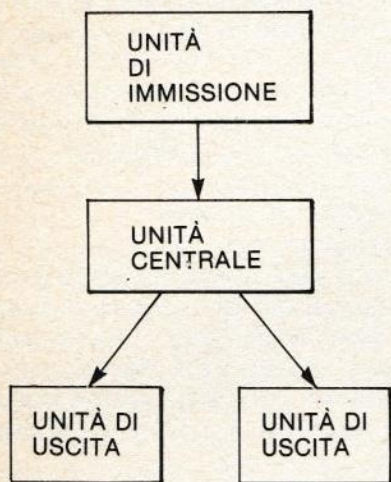 UNITÀ
DI
IMMISSIONE
UNITÀ
CENTRALE
UNITÀ DI
USCITA
UNITÀ DI
USCITA